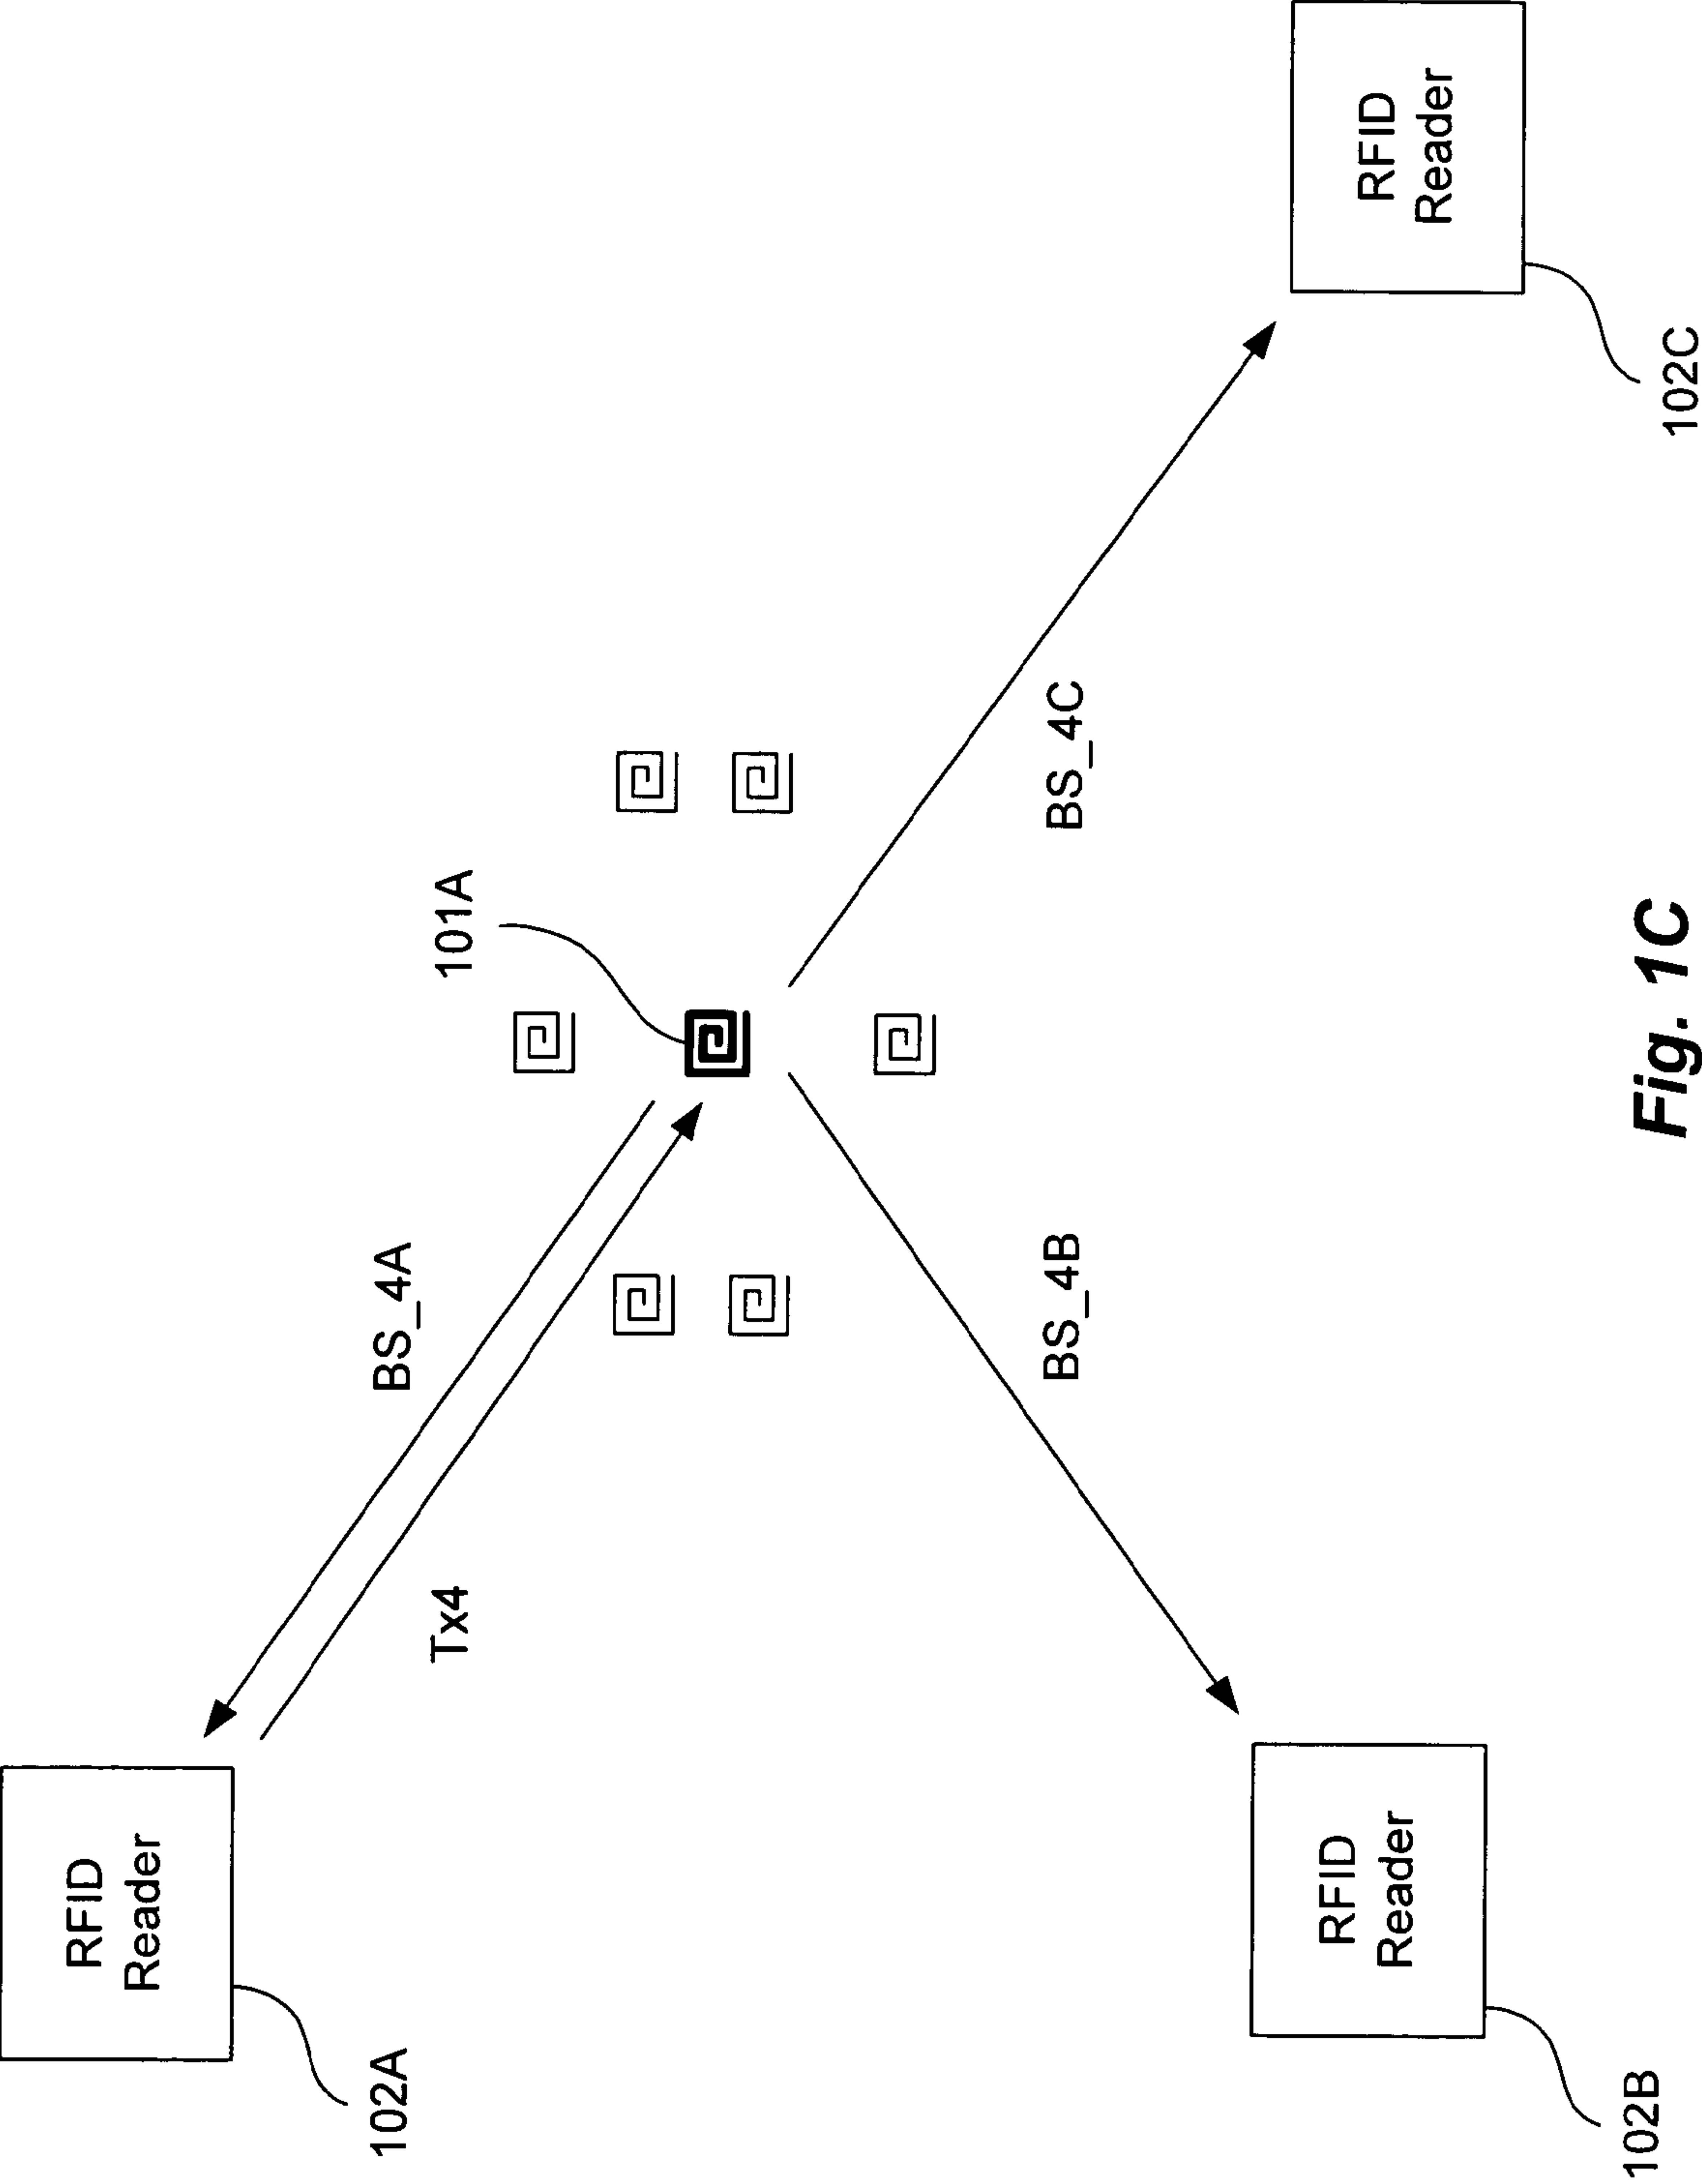 RFID
Reader
102A
BS_4A
Tx4
101A
BS_4B
BS_4C
RFID
Reader
102B
RFID
Reader
102C
Fig. 1C